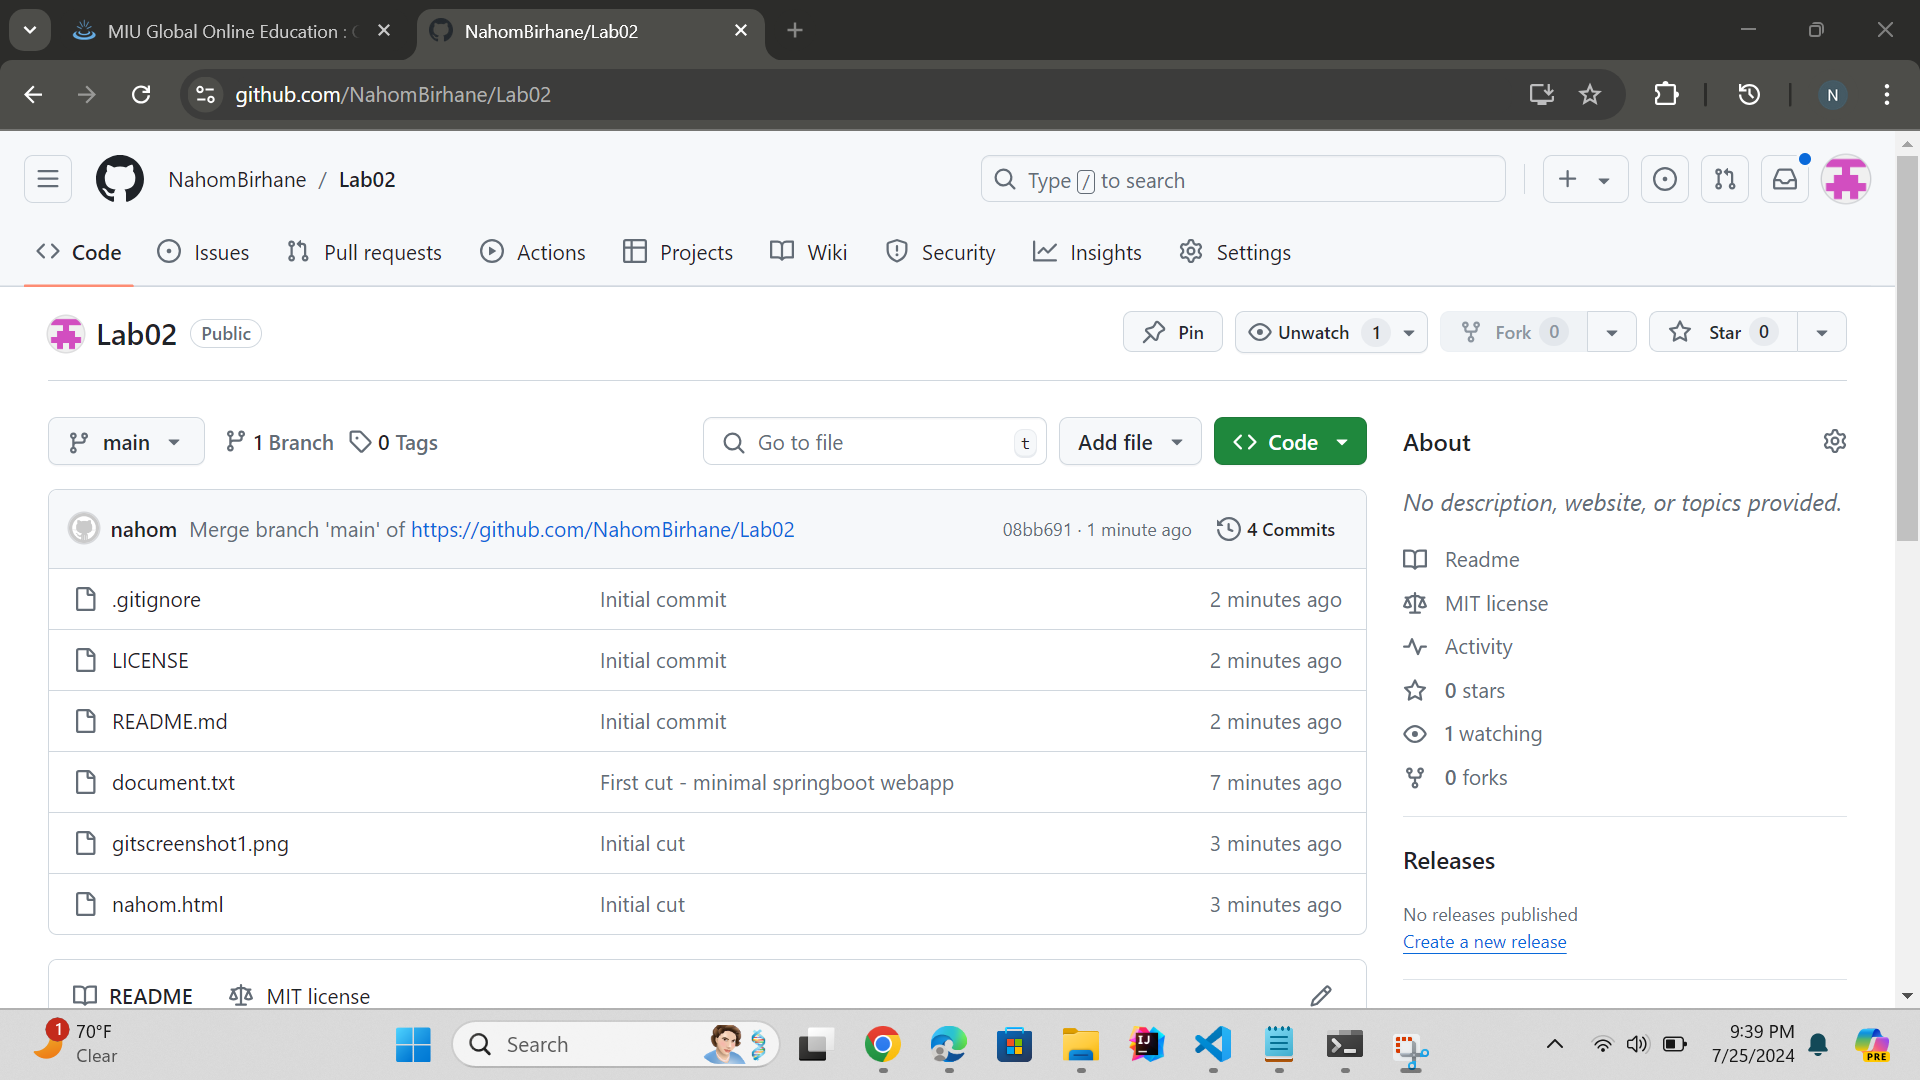 MIU Global Online Education :
NahomBirhane/Lab02
github.com/NahomBirhane/Lab02
N
NahomBirhane / Lab02
Type / to search
Code
Issues
Pull requests
Actions
Projects
Wiki
Security
Insights
Settings
Lab02
Public
Pin
Unwatch 1
Fork 0
Star 0
main
1 Branch
0 Tags
Go to file
t
Add file
Code
About
No description, website, or topics provided.
nahom Merge branch 'main' of https://github.com/NahomBirhane/Lab02
08bb691 · 1 minute ago
4 Commits
.gitignore Initial commit 2 minutes ago
LICENSE Initial commit 2 minutes ago
README.md Initial commit 2 minutes ago
document.txt First cut - minimal springboot webapp 7 minutes ago
gitscreenshot1.png Initial cut 3 minutes ago
nahom.html Initial cut 3 minutes ago
Readme
MIT license
Activity
0 stars
1 watching
0 forks
Releases
No releases published
Create a new release
README
MIT license
1
70°F
Clear
Search
IJ
9:39 PM
7/25/2024
PRE